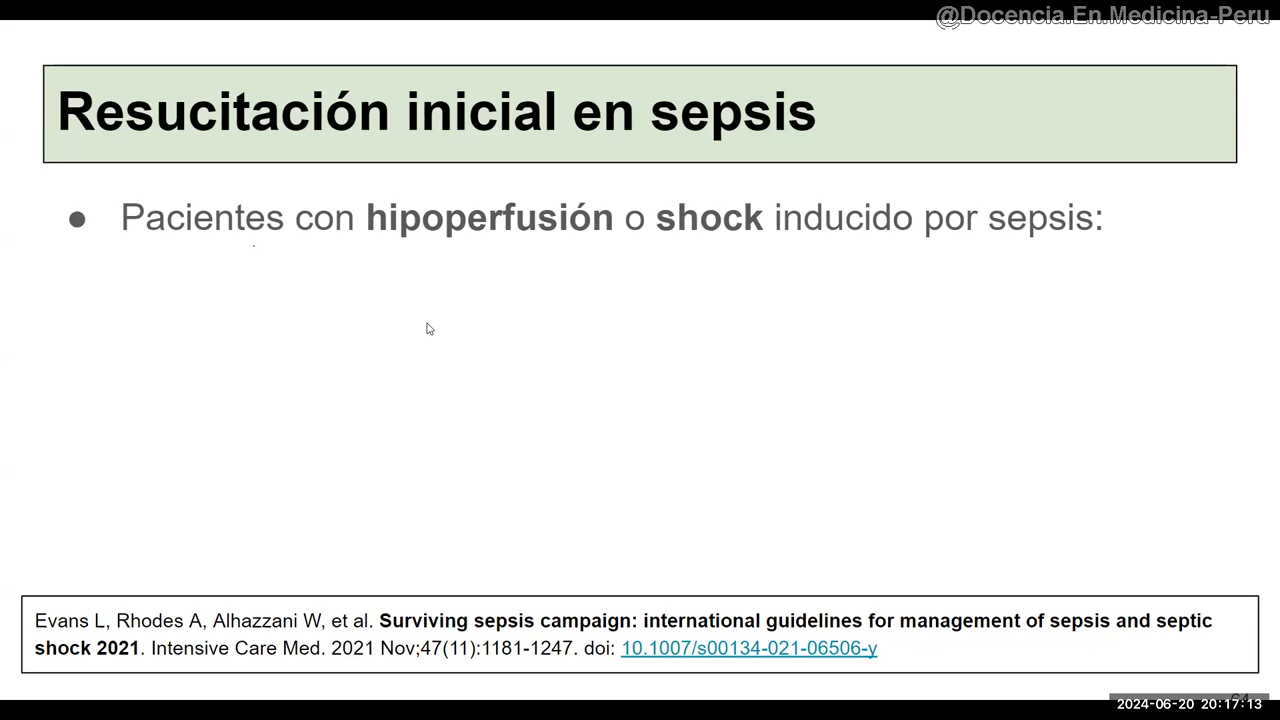 @Docencia.En.Medicina-Peru
Resucitación inicial en sepsis
● Pacientes con hipoperfusión o shock inducido por sepsis:
Evans L, Rhodes A, Alhazzani W, et al. Surviving sepsis campaign: international guidelines for management of sepsis and septic
shock 2021. Intensive Care Med. 2021 Nov;47(11):1181-1247. doi: 10.1007/s00134-021-06506-y
64
2024-06-20 20:17:13